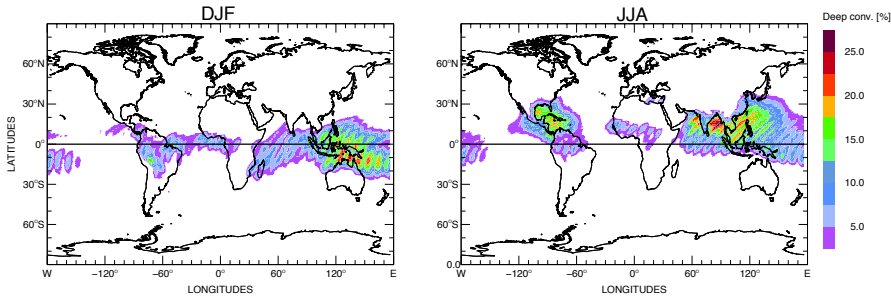 DJF
JJA
Deep conv. [%]
60°N
30°N
0°
30°S
60°S
LATITUDES
W −120° −60° 0° 60° 120° E
LONGITUDES
60°N
30°N
0°
30°S
60°S
0.0
W −120° −60° 0° 60° 120° E
LONGITUDES
25.0
20.0
15.0
10.0
5.0